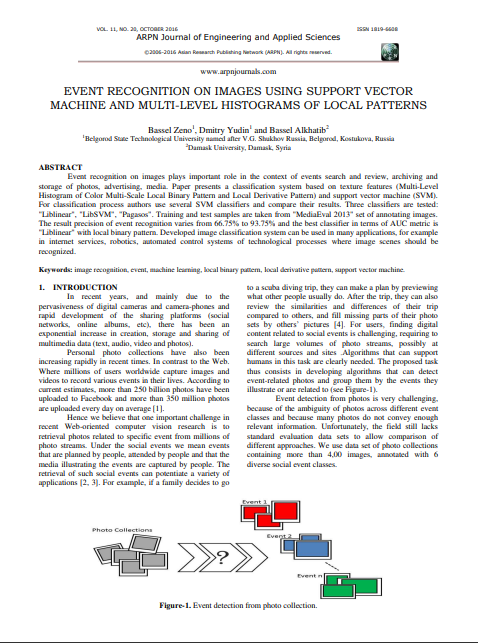 VOL. 11, NO. 20, OCTOBER 2016
ISSN 1819-6608
ARPN Journal of Engineering and Applied Sciences
©2006-2016 Asian Research Publishing Network (ARPN). All rights reserved.
www.arpnjournals.com
EVENT RECOGNITION ON IMAGES USING SUPPORT VECTOR
MACHINE AND MULTI-LEVEL HISTOGRAMS OF LOCAL PATTERNS
Bassel Zeno1, Dmitry Yudin1 and Bassel Alkhatib2
1Belgorod State Technological University named after V.G. Shukhov Russia, Belgorod, Kostukova, Russia
2Damask University, Damask, Syria
ABSTRACT
Event recognition on images plays important role in the context of events search and review, archiving and
storage of photos, advertising, media. Paper presents a classification system based on texture features (Multi-Level
Histogram of Color Multi-Scale Local Binary Pattern and Local Derivative Pattern) and support vector machine (SVM).
For classification process authors use several SVM classifiers and compare their results. Three classifiers are tested:
"Liblinear", "LibSVM", "Pagasos". Training and test samples are taken from "MediaEval 2013" set of annotating images.
The result precision of event recognition varies from 66.75% to 93.75% and the best classifier in terms of AUC metric is
"Liblinear" with local binary pattern. Developed image classification system can be used in many applications, for example
in internet services, robotics, automated control systems of technological processes where image scenes should be
recognized.
Keywords: image recognition, event, machine learning, local binary pattern, local derivative pattern, support vector machine.
1. INTRODUCTION
In recent years, and mainly due to the
pervasiveness of digital cameras and camera-phones and
rapid development of the sharing platforms (social
networks, online albums, etc), there has been an
exponential increase in creation, storage and sharing of
multimedia data (text, audio, video and photos).
Personal photo collections have also been
increasing rapidly in recent times. In contrast to the Web.
Where millions of users worldwide capture images and
videos to record various events in their lives. According to
current estimates, more than 250 billion photos have been
uploaded to Facebook and more than 350 million photos
are uploaded every day on average [1].
Hence we believe that one important challenge in
recent Web-oriented computer vision research is to
retrieval photos related to specific event from millions of
photo streams. Under the social events we mean events
that are planned by people, attended by people and that the
media illustrating the events are captured by people. The
retrieval of such social events can potentiate a variety of
applications [2, 3]. For example, if a family decides to go
to a scuba diving trip, they can make a plan by previewing
what other people usually do. After the trip, they can also
review the similarities and differences of their trip
compared to others, and fill missing parts of their photo
sets by others' pictures [4]. For users, finding digital
content related to social events is challenging, requiring to
search large volumes of photo streams, possibly at
different sources and sites .Algorithms that can support
humans in this task are clearly needed. The proposed task
thus consists in developing algorithms that can detect
event-related photos and group them by the events they
illustrate or are related to (see Figure-1).
Event detection from photos is very challenging,
because of the ambiguity of photos across different event
classes and because many photos do not convey enough
relevant information. Unfortunately, the field still lacks
standard evaluation data sets to allow comparison of
different approaches. We use data set of photo collections
containing more than 4,00 images, annotated with 6
diverse social event classes.
Photo Collections
?
Event 1
Event 2
Event n
Figure-1. Event detection from photo collection.